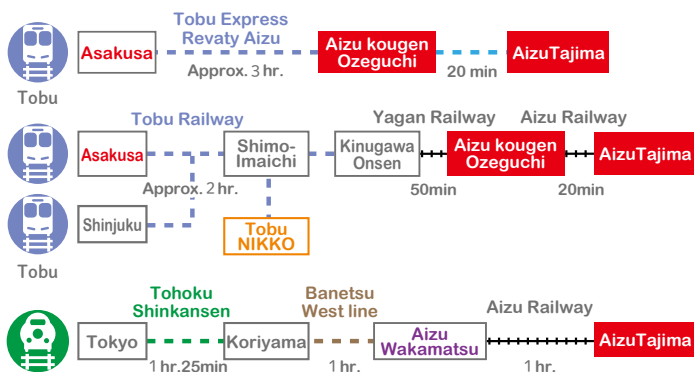 Tobu Express
Revaty Aizu
Asakusa
Aizu kougen
Ozeguchi
AizuTajima
Approx. 3 hr.
20 min
Tobu
Tobu Railway
Yagan Railway
Aizu Railway
Asakusa
Shimo-
Imaichi
Kinugawa
Onsen
Aizu kougen
Ozeguchi
AizuTajima
Approx. 2 hr.
50min
20min
Shinjuku
Tobu
NIKKO
Tobu
Tohoku
Shinkansen
Banetsu
West line
Aizu Railway
Tokyo
Koriyama
Aizu
Wakamatsu
AizuTajima
1 hr.25min
1 hr.
1 hr.